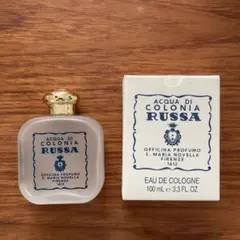 ACQUA DI
COLONIA
RUSSA
OFFICINA PROFUMO
S. MARIA NOVELLA
FIRENZE
1612
ACQUA DI
COLONIA
RUSSA
OFFICINA PROFUMO
S. MARIA NOVELLA
FIRENZE
1612
EAU DE COLOGNE
100 mL e 3.3 FL. OZ